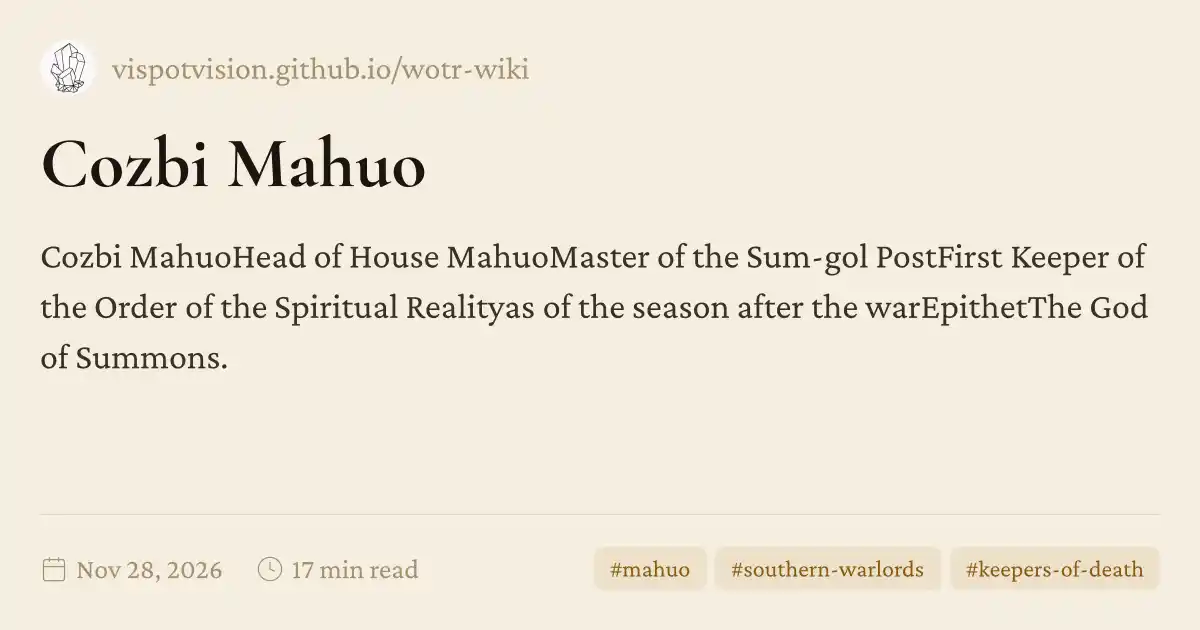 vispotvision.github.io/wotr-wiki
Cozbi Mahuo
Cozbi MahuoHead of House MahuoMaster of the Sum-gol PostFirst Keeper of
the Order of the Spiritual Realityas of the season after the warEpithetThe God
of Summons.
Nov 28, 2026 17 min read #mahuo #southern-warlords #keepers-of-death